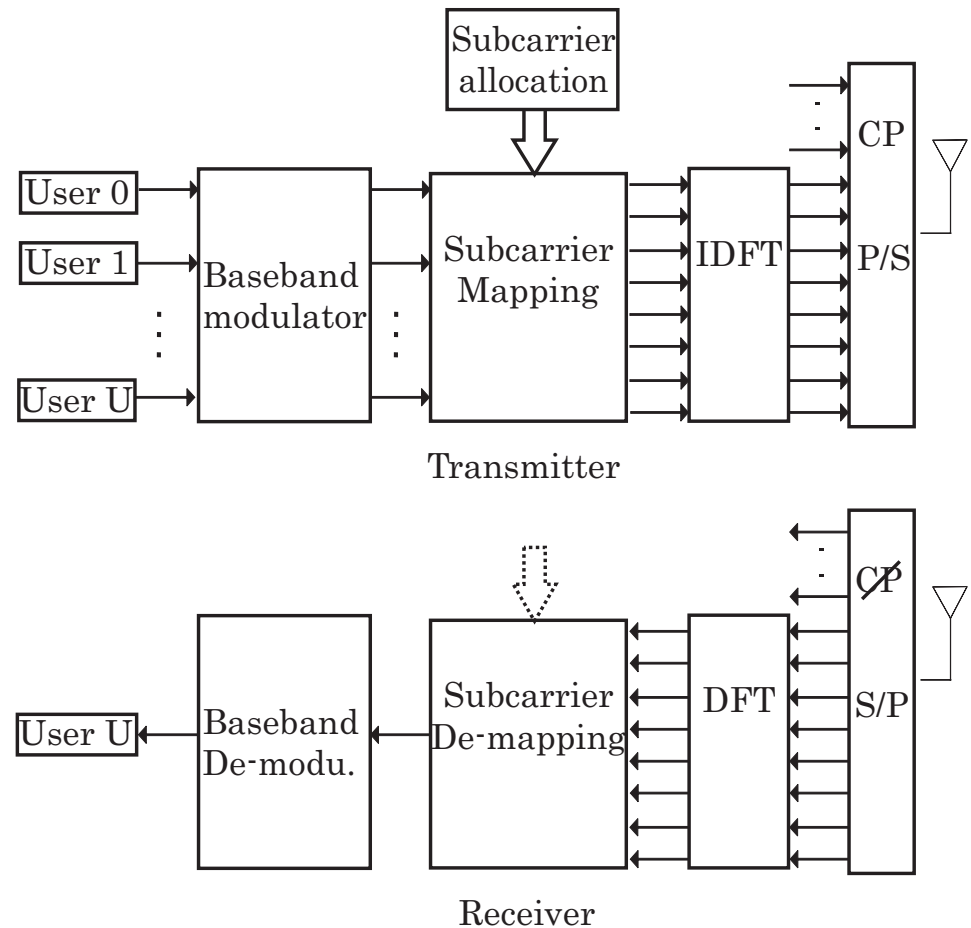 Subcarrier
allocation
CP
User 0
User 1
Baseband
modulator
Subcarrier
Mapping
IDFT
P/S
User U
Transmitter
CP
User U
Baseband
De-modu.
Subcarrier
De-mapping
DFT
S/P
Receiver